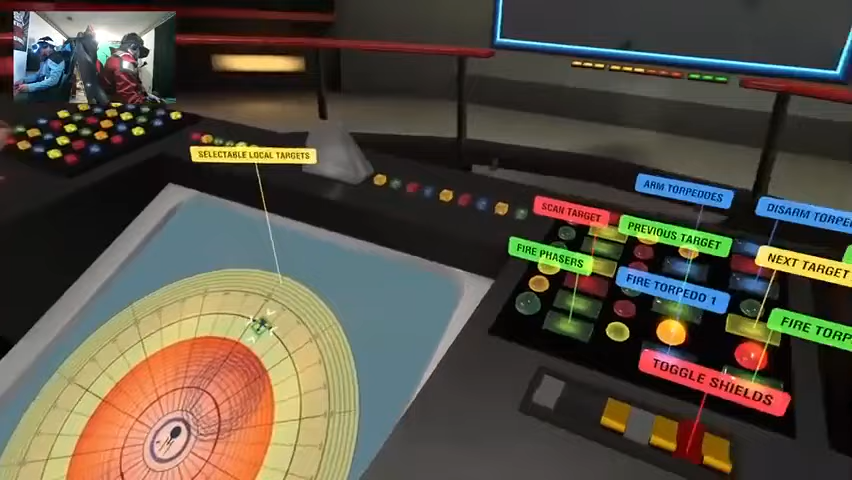 SELECTABLE LOCAL TARGETS
ARM TORPEDOES
SCAN TARGET
DISARM TORPE
PREVIOUS TARGET
FIRE PHASERS
NEXT TARGET
FIRE TORPEDO 1
FIRE TORP
TOGGLE SHIELDS